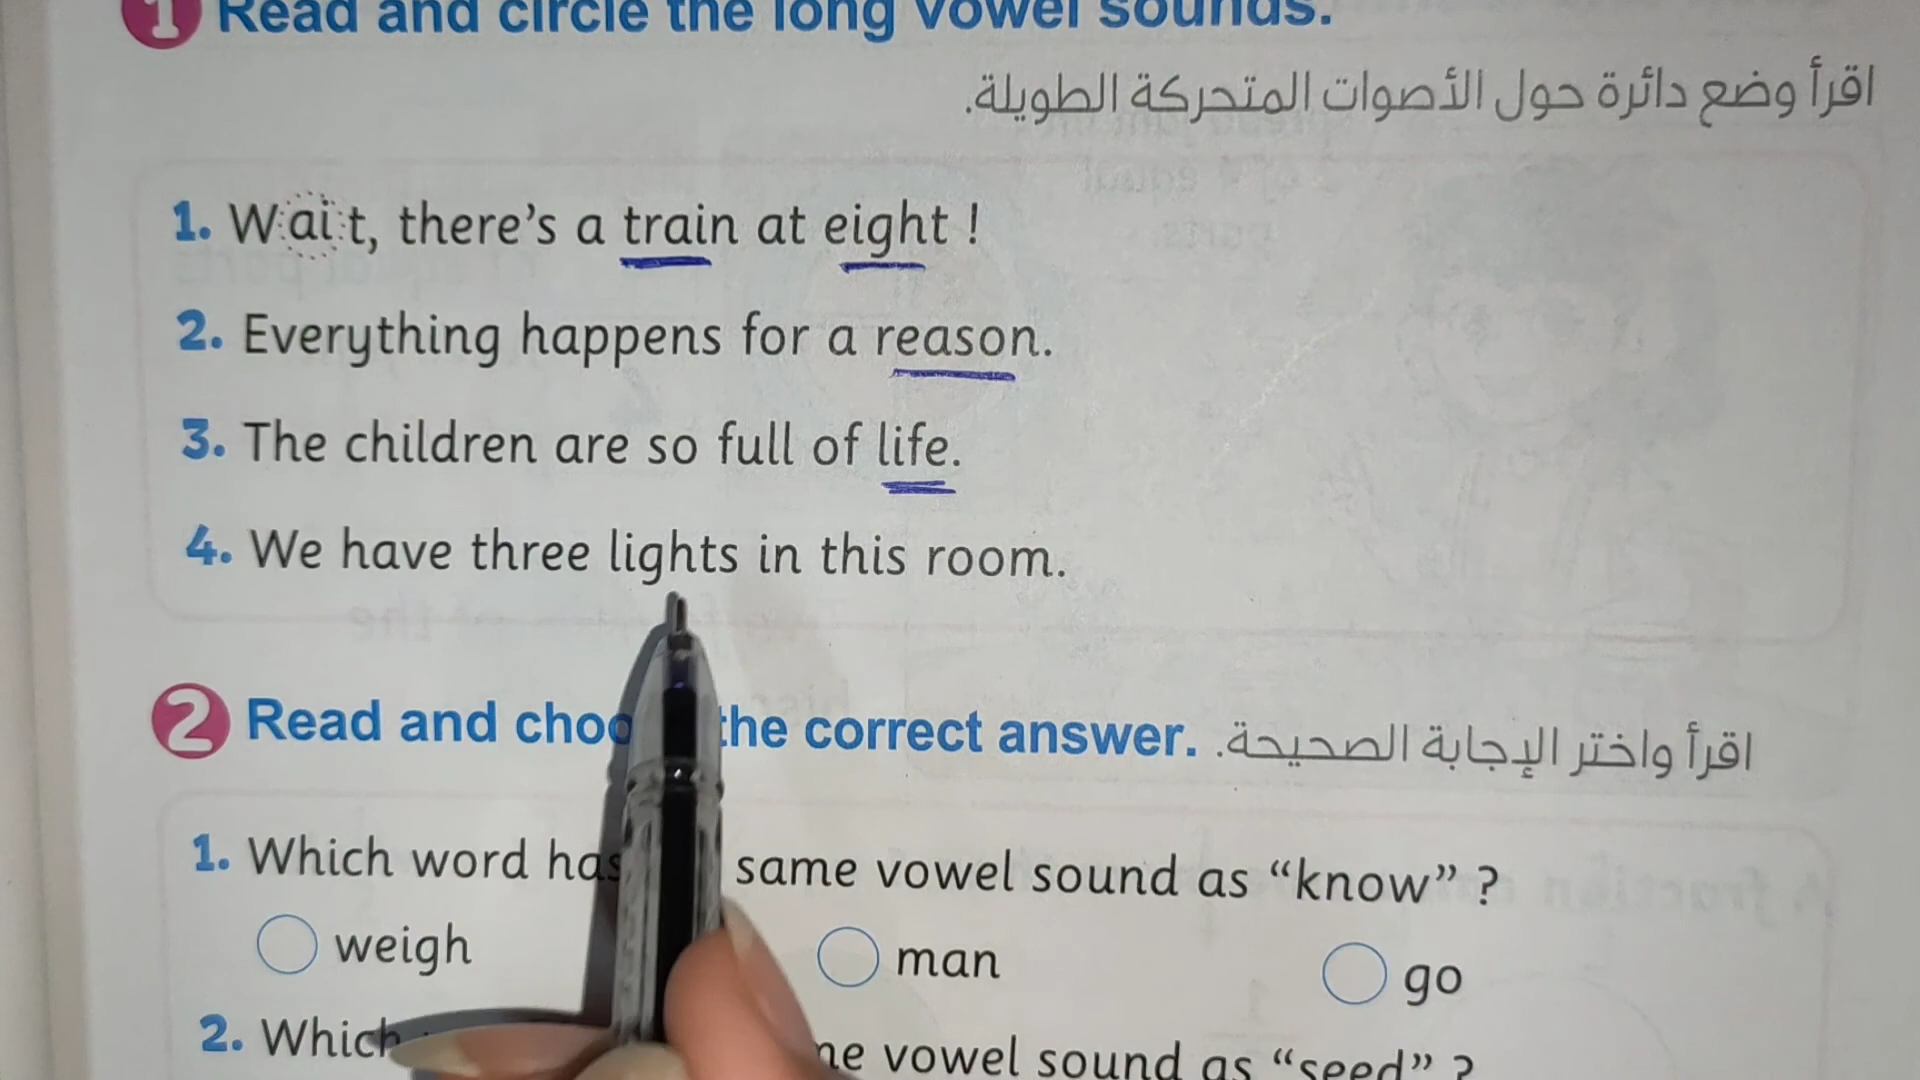 1 Read and circle the long vowel sounds.
اقرأ وضع دائرة حول الأصوات المتحركة الطويلة.
1. Wait, there's a train at eight !
2. Everything happens for a reason.
3. The children are so full of life.
4. We have three lights in this room.
2 Read and choo the correct answer. اقرأ واختر الإجابة الصحيحة.
1. Which word has same vowel sound as “know” ?
weigh man go
2. Which vowel sound as “seed” ?